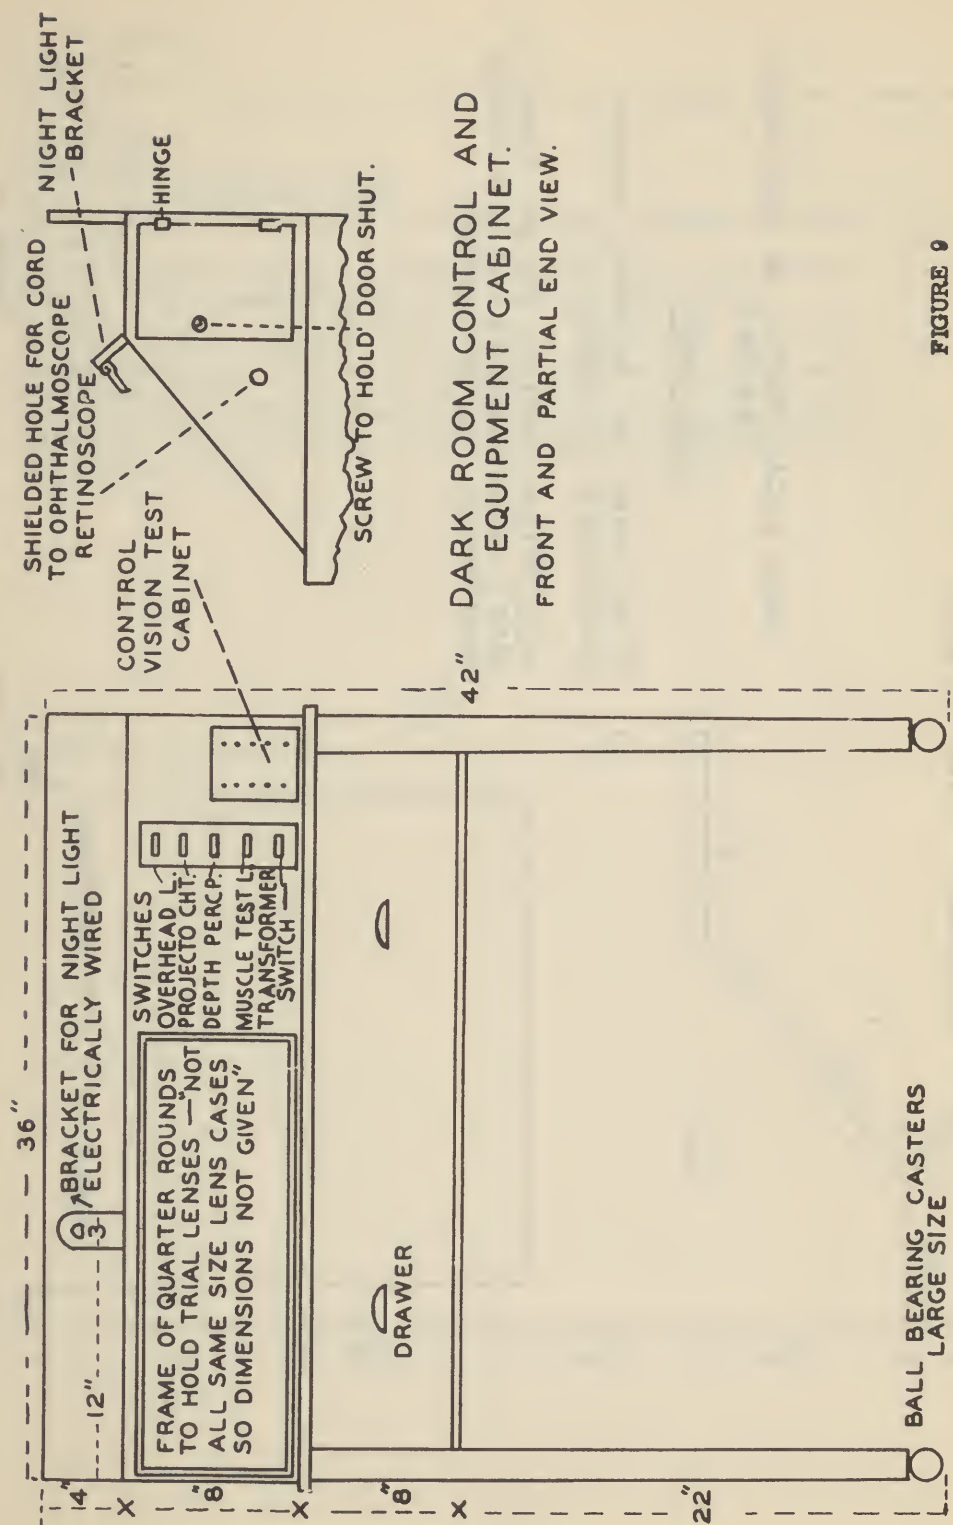 36"
BRACKET FOR NIGHT LIGHT
ELECTRICALLY WIRED
3
12"
4"
X
8"
X
8"
X
22"
42"
FRAME OF QUARTER ROUNDS
TO HOLD TRIAL LENSES — "NOT
ALL SAME SIZE LENS CASES
SO DIMENSIONS NOT GIVEN"
SWITCHES
OVERHEAD L.
PROJECTO CHT.
DEPTH PERCP.
MUSCLE TEST L.
TRANSFORMER
SWITCH
CONTROL
VISION TEST
CABINET
DRAWER
BALL BEARING CASTERS
LARGE SIZE
SHIELDED HOLE FOR CORD
TO OPHTHALMOSCOPE
RETINOSCOPE
NIGHT LIGHT
BRACKET
HINGE
SCREW TO HOLD DOOR SHUT.
DARK ROOM CONTROL AND
EQUIPMENT CABINET.
FRONT AND PARTIAL END VIEW.
FIGURE 9